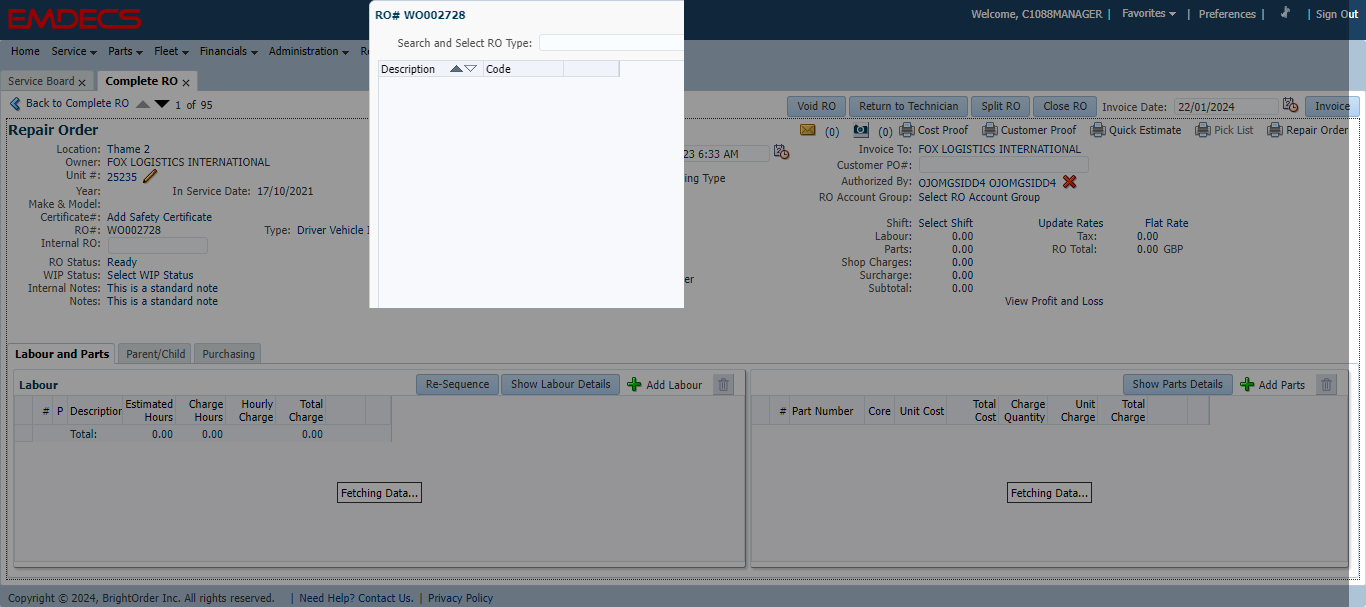 EMDECS
Welcome, C1088MANAGER | Favorites | Preferences | | Sign Out
Home Service Parts Fleet Financials Administration
Service Board x Complete RO x
RO# WO002728
Search and Select RO Type:
Description Code
Back to Complete RO 1 of 95
Void RO Return to Technician Split RO Close RO Invoice Date: 22/01/2024 Invoice
Repair Order
(0) (0) Cost Proof Customer Proof Quick Estimate Pick List Repair Order
Location: Thame 2
Owner: FOX LOGISTICS INTERNATIONAL
Unit #: 25235
Year: In Service Date: 17/10/2021
Make & Model:
Certificate#: Add Safety Certificate
RO#: WO002728 Type: Driver Vehicle
Internal RO:
RO Status: Ready
WIP Status: Select WIP Status
Internal Notes: This is a standard note
Notes: This is a standard note
23 6:33 AM
ing Type
er
Invoice To: FOX LOGISTICS INTERNATIONAL
Customer PO#:
Authorized By: OJOMGSIDD4 OJOMGSIDD4
RO Account Group: Select RO Account Group
Shift: Select Shift Update Rates Flat Rate
Labour: 0.00 Tax: 0.00
Parts: 0.00 RO Total: 0.00 GBP
Shop Charges: 0.00
Surcharge: 0.00
Subtotal: 0.00
View Profit and Loss
Labour and Parts Parent/Child Purchasing
Labour Re-Sequence Show Labour Details Add Labour
# P Description Estimated Hours Charge Hours Hourly Charge Total Charge
Total: 0.00 0.00 0.00
Fetching Data...
Show Parts Details Add Parts
# Part Number Core Unit Cost Total Cost Charge Quantity Unit Charge Total Charge
Fetching Data...
Copyright © 2024, BrightOrder Inc. All rights reserved. | Need Help? Contact Us. | Privacy Policy